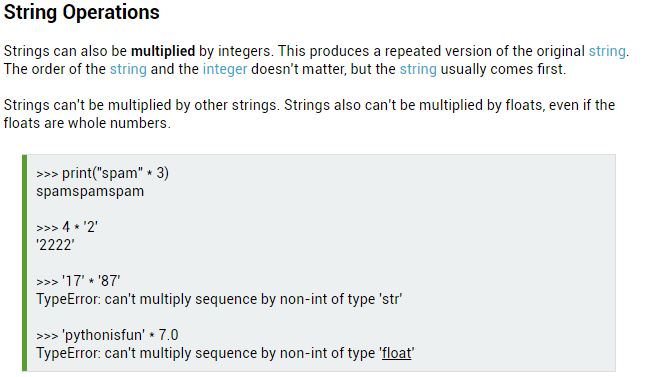 String Operations
Strings can also be multiplied by integers. This produces a repeated version of the original string.
The order of the string and the integer doesn't matter, but the string usually comes first.
Strings can't be multiplied by other strings. Strings also can't be multiplied by floats, even if the
floats are whole numbers.
>>> print("spam" * 3)
spamspamspam
>>> 4 * '2'
'2222'
>>> '17' * '87'
TypeError: can't multiply sequence by non-int of type 'str'
>>> 'pythonisfun' * 7.0
TypeError: can't multiply sequence by non-int of type 'float'